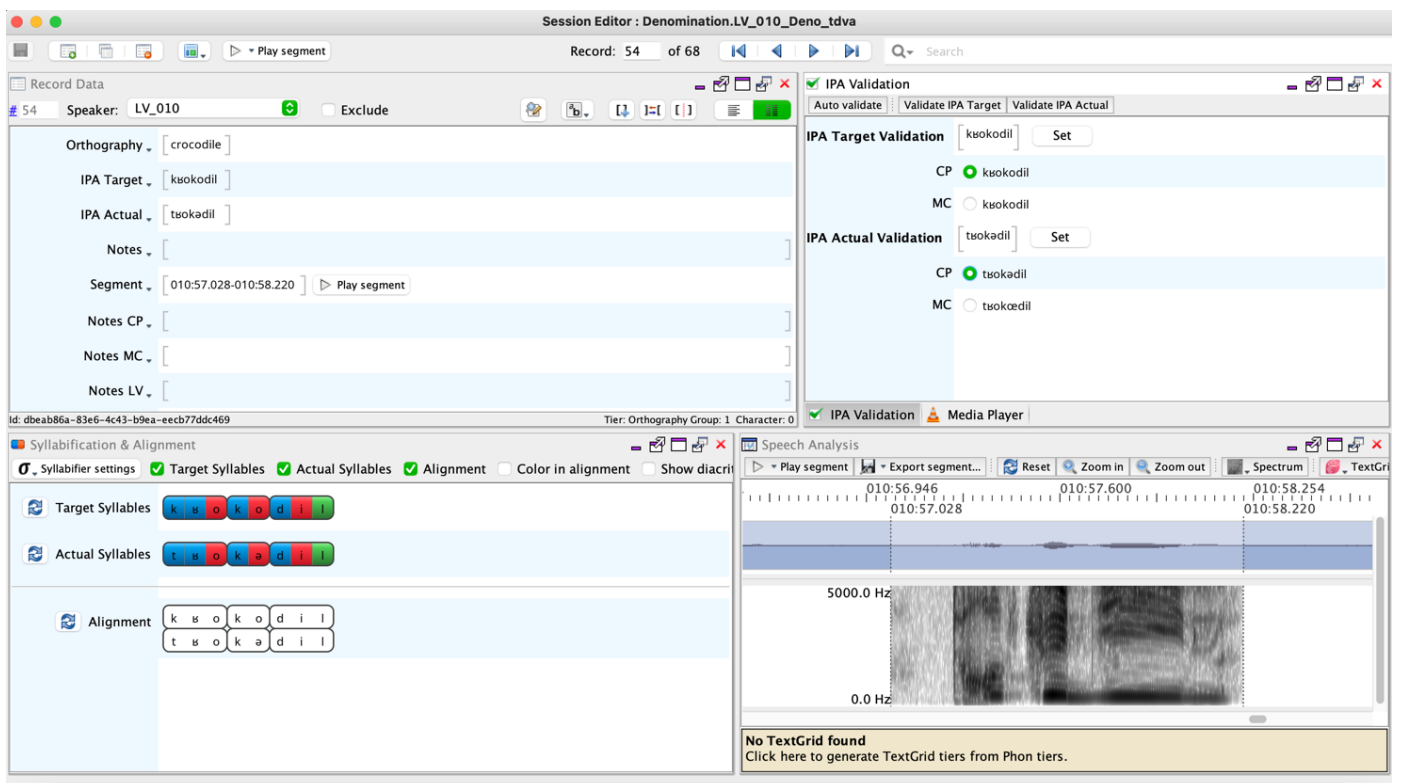 Session Editor : Denomination.LV_010_Deno_tdva
Play segment
Record: 54 of 68
Search
Record Data
# 54 Speaker: LV_010 Exclude
Orthography [ crocodile ]
IPA Target [ kʁokodil ]
IPA Actual [ tʁokədil ]
Notes [ ]
Segment [ 010:57.028-010:58.220 ] Play segment
Notes CP [ ]
Notes MC [ ]
Notes LV [ ]
Id: dbeab86a-83e6-4c43-b9ea-eecb77ddc469 Tier: Orthography Group: 1 Character: 0
IPA Validation
Auto validate Validate IPA Target Validate IPA Actual
IPA Target Validation [ kʁokodil ] Set
CP kʁokodil
MC kʁokodil
IPA Actual Validation [ tʁokədil ] Set
CP tʁokədil
MC tʁokœdil
IPA Validation Media Player
Syllabification & Alignment
σ Syllabifier settings Target Syllables Actual Syllables Alignment Color in alignment Show diacrit
Target Syllables k ʁ o k o d i l
Actual Syllables t ʁ o k ə d i l
Alignment k ʁ o k o d i l
t ʁ o k ə d i l
Speech Analysis
Play segment Export segment... Reset Zoom in Zoom out Spectrum TextGri
010:56.946 010:57.600 010:58.254
010:57.028 010:58.220
5000.0 Hz
0.0 Hz
No TextGrid found
Click here to generate TextGrid tiers from Phon tiers.